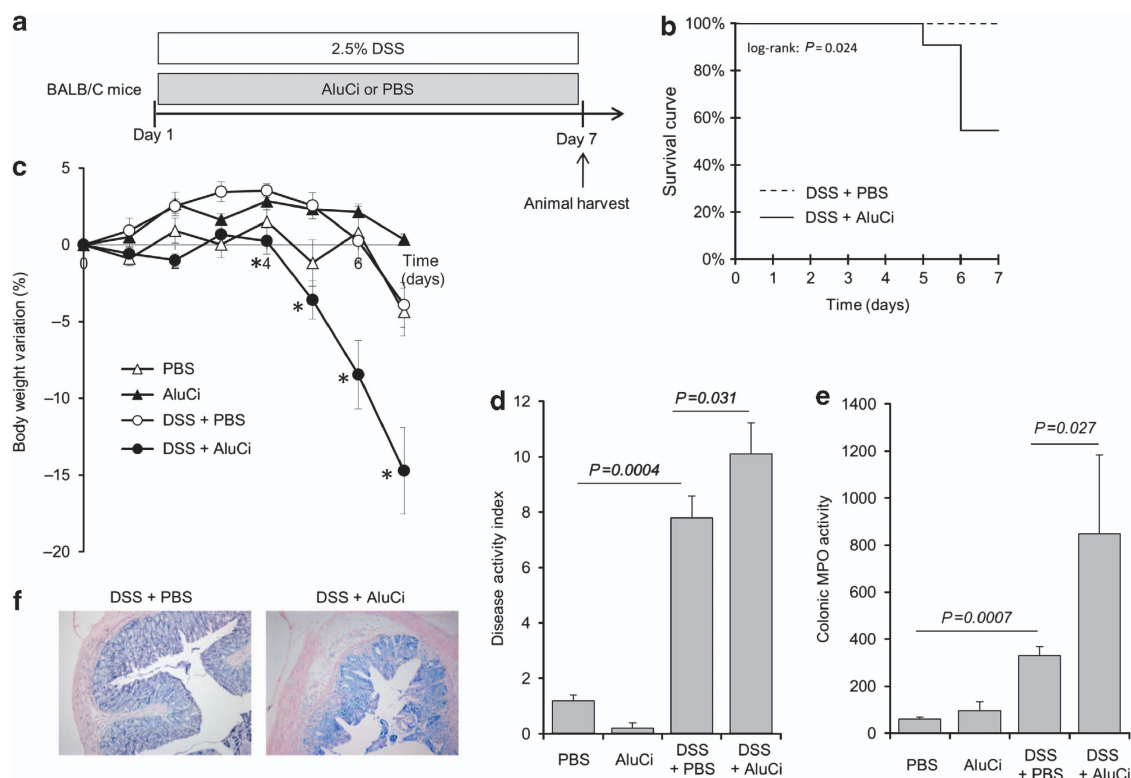 a
2.5% DSS
BALB/C mice
AluCi or PBS
Day 1
Day 7
Animal harvest
b
Survival curve
100%
80%
60%
40%
20%
0%
log-rank: P = 0.024
DSS + PBS
DSS + AluCi
0 1 2 3 4 5 6 7
Time (days)
c
Body weight variation (%)
5
0
–5
–10
–15
–20
0
*4
6
Time
(days)
*
*
*
PBS
AluCi
DSS + PBS
DSS + AluCi
d
Disease activity index
12
10
8
6
4
2
0
P=0.0004
P=0.031
PBS
AluCi
DSS
+ PBS
DSS
+ AluCi
e
Colonic MPO activity
1400
1200
1000
800
600
400
200
0
P=0.0007
P=0.027
PBS
AluCi
DSS
+ PBS
DSS
+ AluCi
f
DSS + PBS
DSS + AluCi